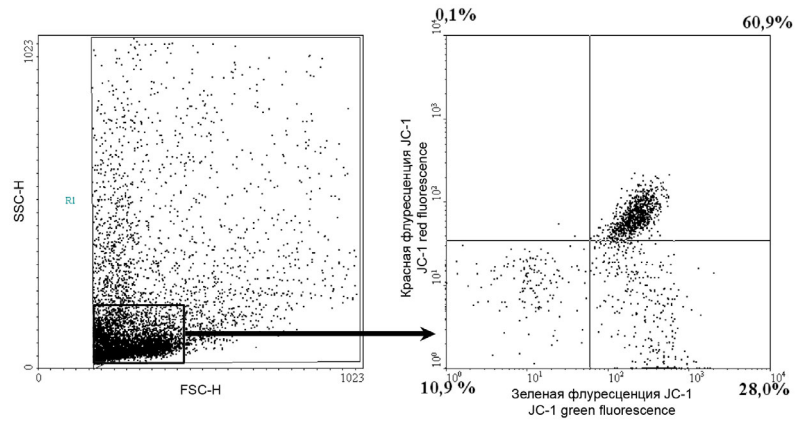 0,1%
60,9%
1023
SSC-H
R1
0
0
FSC-H
1023
10⁴
10³
10²
10¹
10⁰
Красная флуресценция JC-1
JC-1 red fluorescence
10⁰
10¹
10²
10³
10⁴
10,9%
28,0%
Зеленая флуресценция JC-1
JC-1 green fluorescence